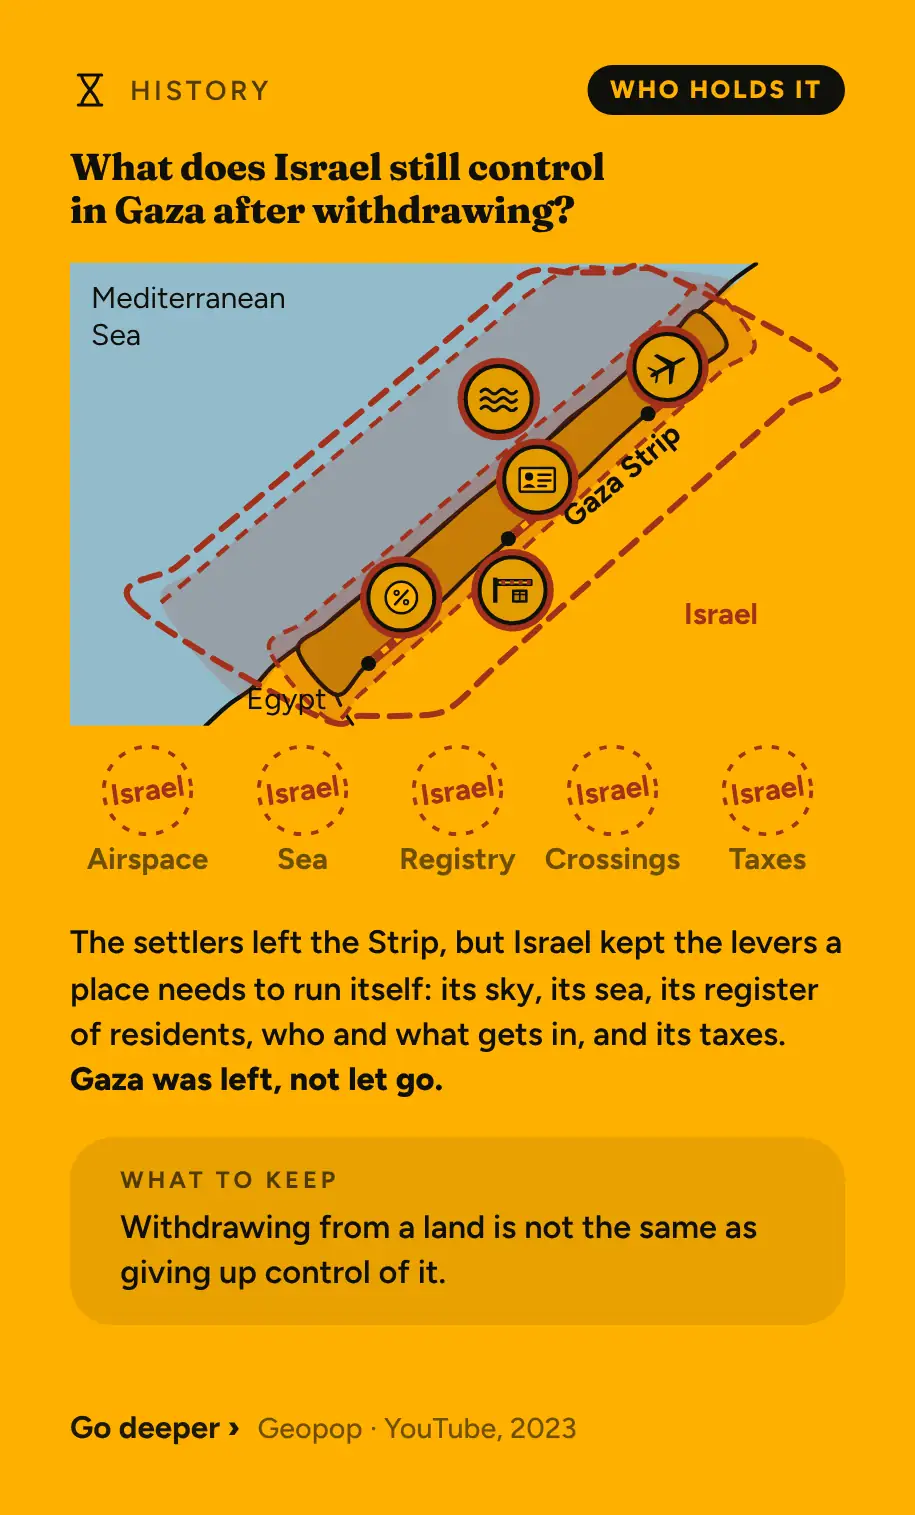 HISTORY
WHO HOLDS IT
What does Israel still control
in Gaza after withdrawing?
Mediterranean
Sea
Gaza Strip
Israel
Egypt
Israel Israel Israel Israel Israel
Airspace Sea Registry Crossings Taxes
The settlers left the Strip, but Israel kept the levers a
place needs to run itself: its sky, its sea, its register
of residents, who and what gets in, and its taxes.
Gaza was left, not let go.
WHAT TO KEEP
Withdrawing from a land is not the same as
giving up control of it.
Go deeper › Geopop · YouTube, 2023